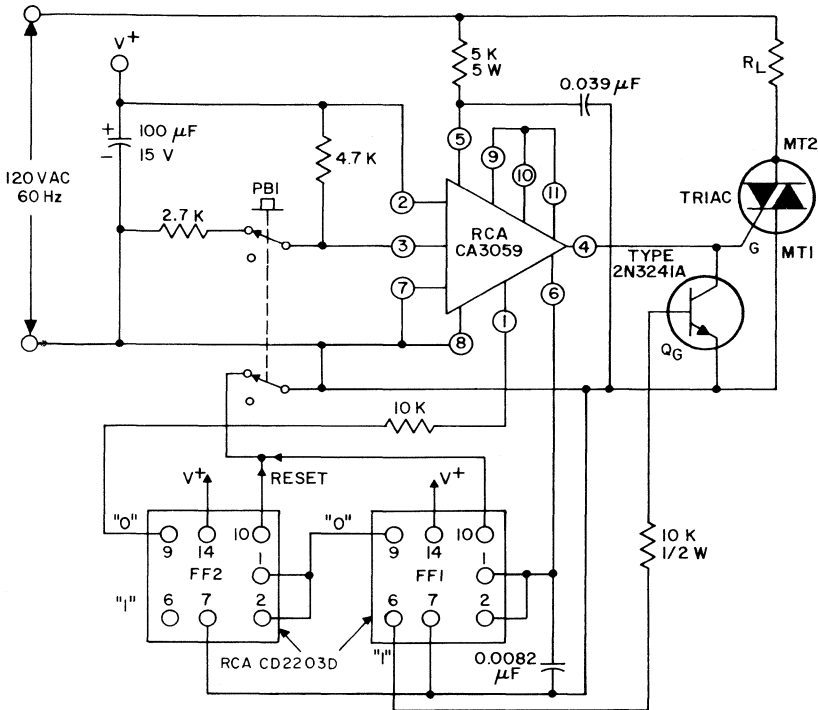 V+
100 μF
15 V
+
-
120 VAC
60 Hz
4.7 K
2.7 K
PB1
5 K
5 W
0.039 μF
RL
MT2
TRIAC
G
MT1
5
9
10
11
2
3
7
8
1
6
4
RCA
CA3059
TYPE
2N3241A
QG
10 K
RESET
V+
V+
"0"
9
14
10
1
FF2
"1"
6
7
2
"0"
9
14
10
1
FF1
6
7
2
"1"
RCA CD2203D
0.0082
μF
10 K
1/2 W